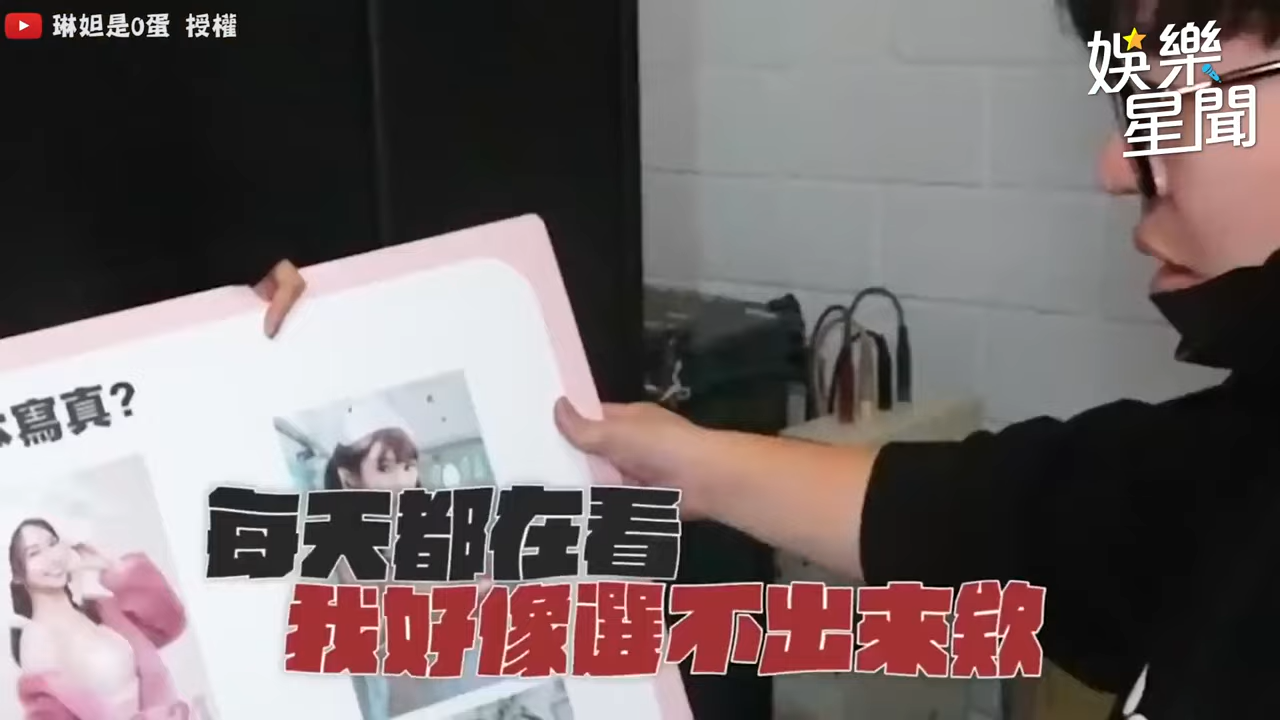 琳妲是0蛋 授權
娛樂
星聞
寫真?
每天都在看
我好像選不出來欸